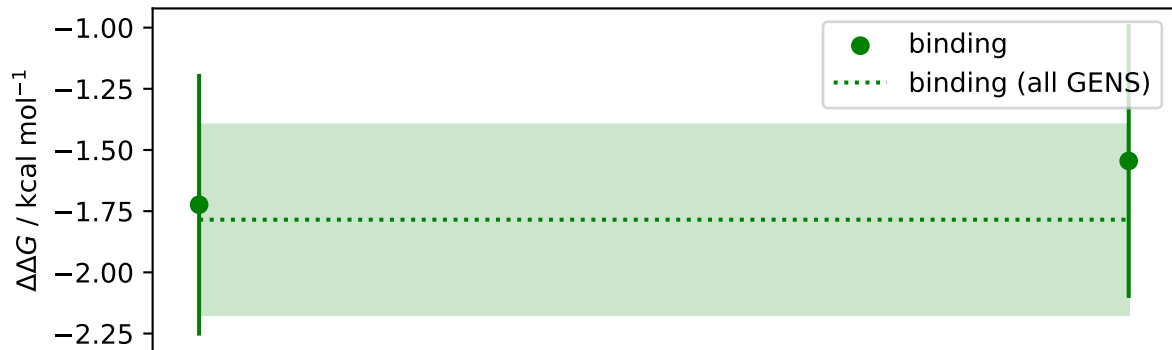 ΔΔG / kcal mol⁻¹
−1.00
−1.25
−1.50
−1.75
−2.00
−2.25
binding
binding (all GENS)